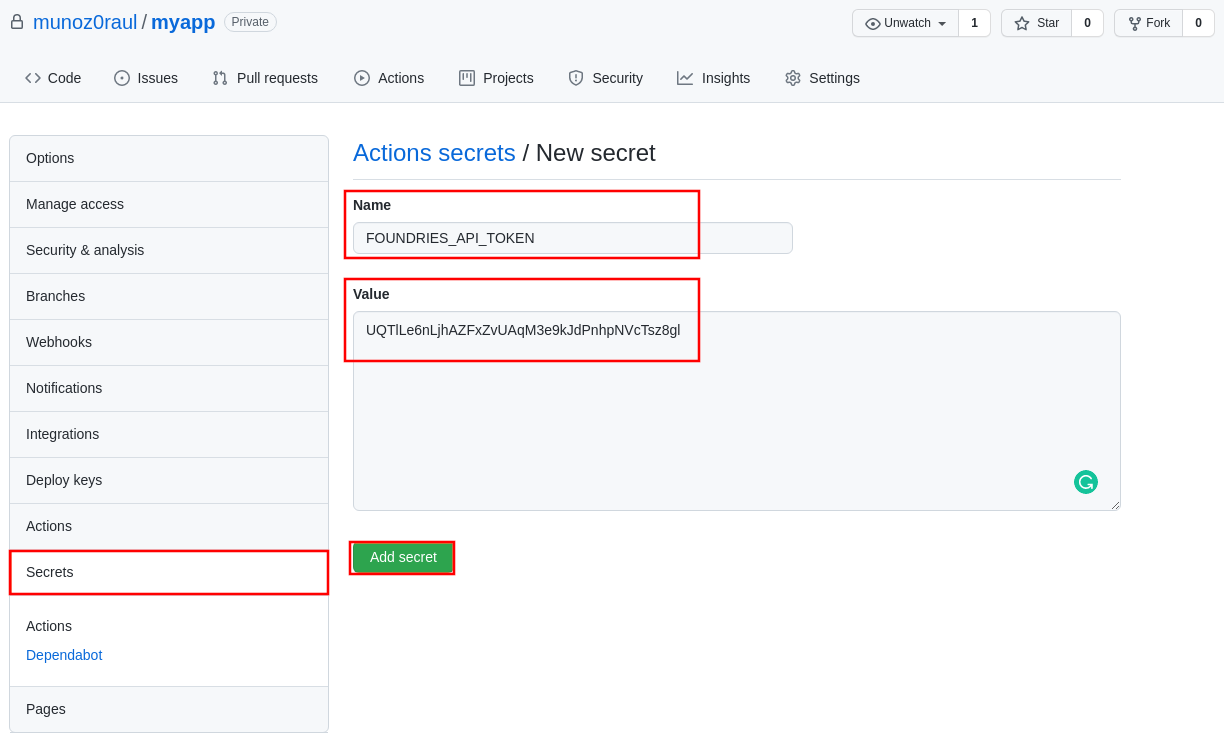 munoz0raul / myapp Private
Unwatch 1 Star 0 Fork 0
Code Issues Pull requests Actions Projects Security Insights Settings
Options
Manage access
Security & analysis
Branches
Webhooks
Notifications
Integrations
Deploy keys
Actions
Secrets
Actions
Dependabot
Pages
Actions secrets / New secret
Name
FOUNDRIES_API_TOKEN
Value
UQTlLe6nLjhAZFxZvUAqM3e9kJdPnhpNVcTsz8gl
Add secret